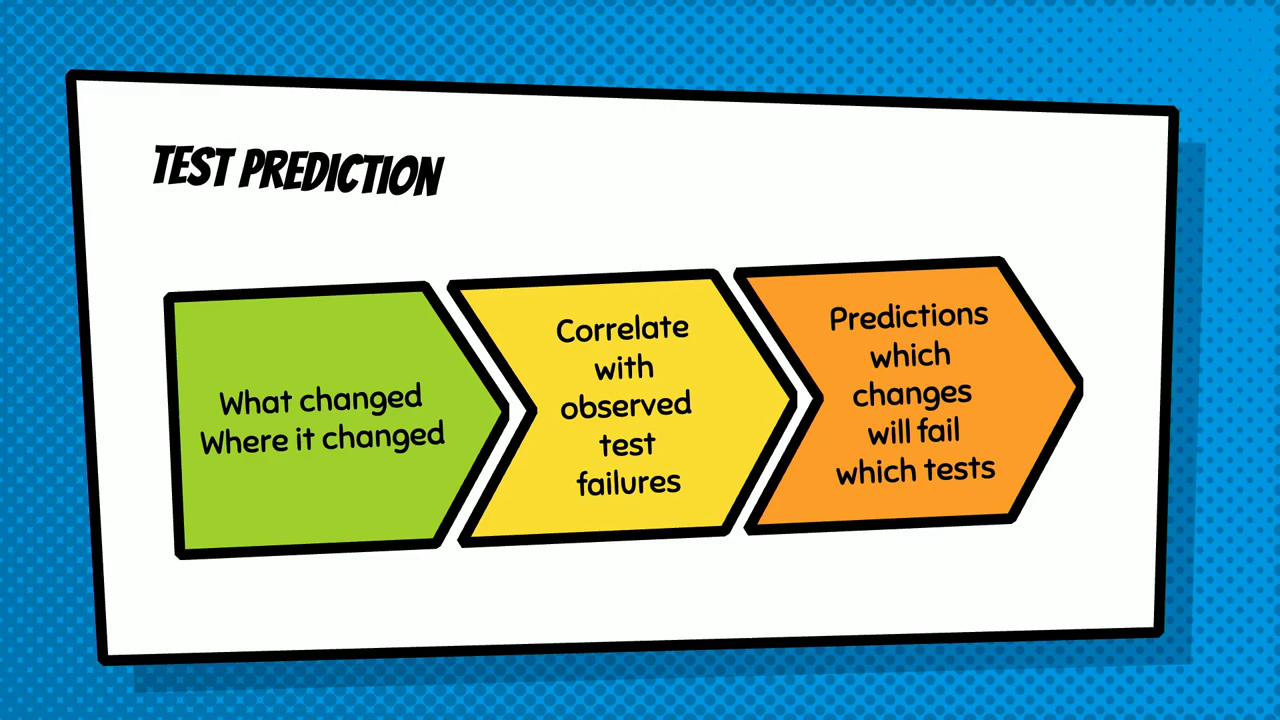 TEST PREDICTION
What changed
Where it changed
Correlate
with
observed
test
failures
Predictions
which
changes
will fail
which tests